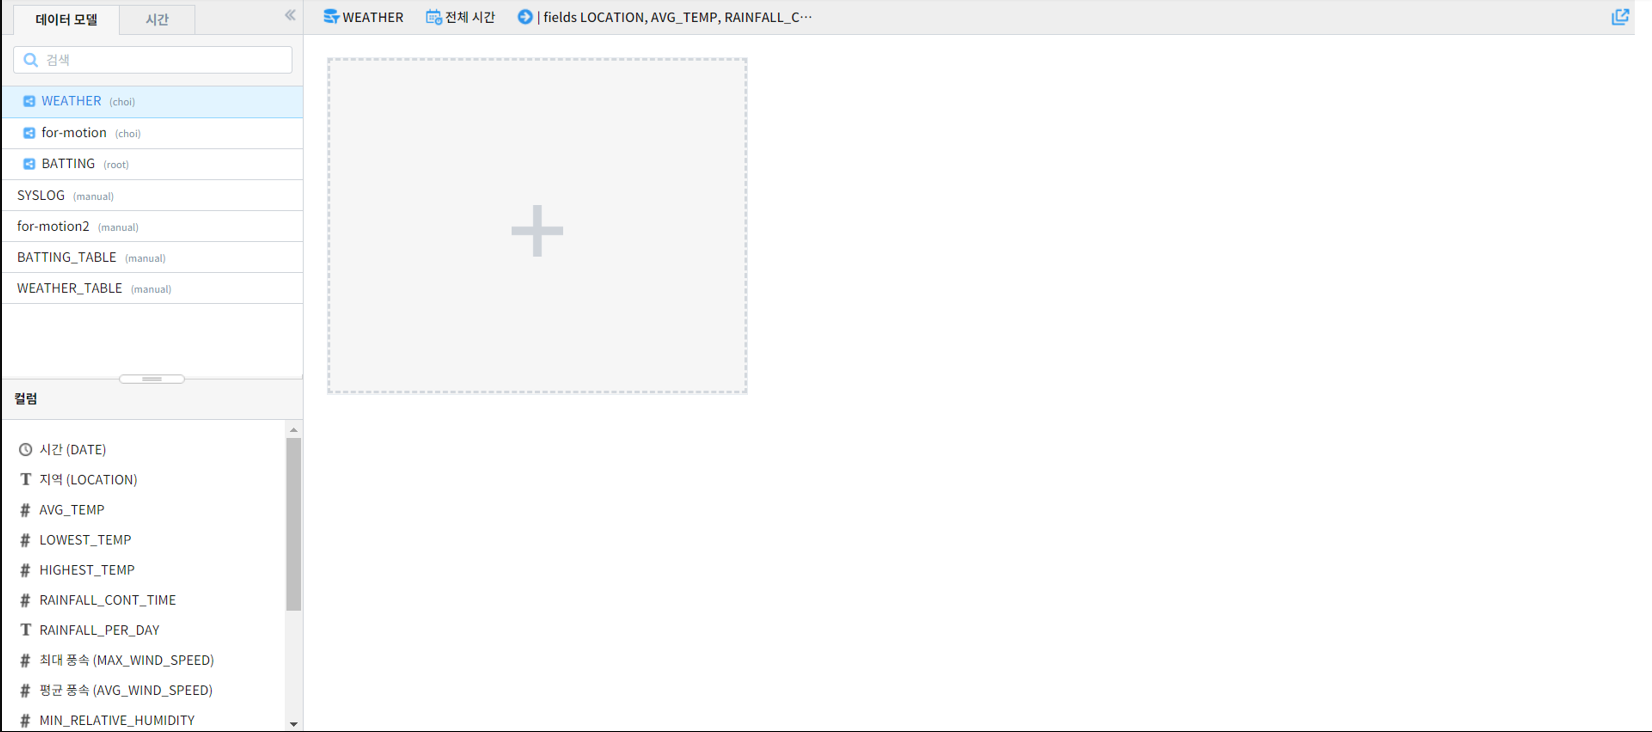 데이터 모델 시간
WEATHER 전체 시간 | fields LOCATION, AVG_TEMP, RAINFALL_C···
검색
WEATHER (choi)
for-motion (choi)
BATTING (root)
SYSLOG (manual)
for-motion2 (manual)
BATTING_TABLE (manual)
WEATHER_TABLE (manual)
컬럼
시간 (DATE)
T 지역 (LOCATION)
# AVG_TEMP
# LOWEST_TEMP
# HIGHEST_TEMP
# RAINFALL_CONT_TIME
T RAINFALL_PER_DAY
# 최대 풍속 (MAX_WIND_SPEED)
# 평균 풍속 (AVG_WIND_SPEED)
# MIN_RELATIVE_HUMIDITY